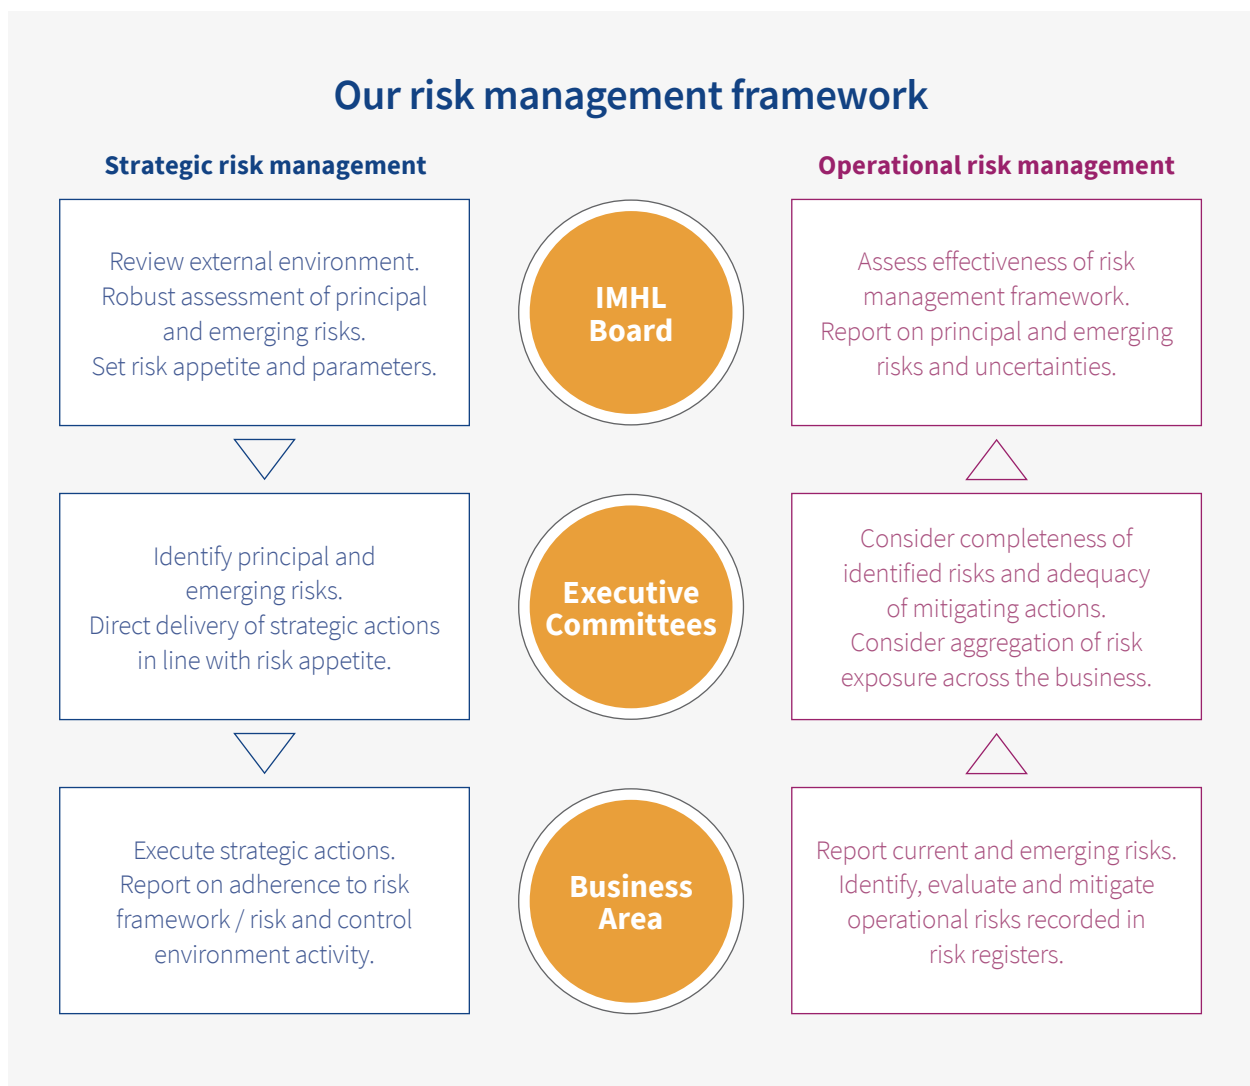 Our risk management framework
Strategic risk management
Operational risk management
Review external environment.
Robust assessment of principal
and emerging risks.
Set risk appetite and parameters.
IMHL
Board
Assess effectiveness of risk
management framework.
Report on principal and emerging
risks and uncertainties.
Identify principal and
emerging risks.
Direct delivery of strategic actions
in line with risk appetite.
Executive
Committees
Consider completeness of
identified risks and adequacy
of mitigating actions.
Consider aggregation of risk
exposure across the business.
Execute strategic actions.
Report on adherence to risk
framework / risk and control
environment activity.
Business
Area
Report current and emerging risks.
Identify, evaluate and mitigate
operational risks recorded in
risk registers.